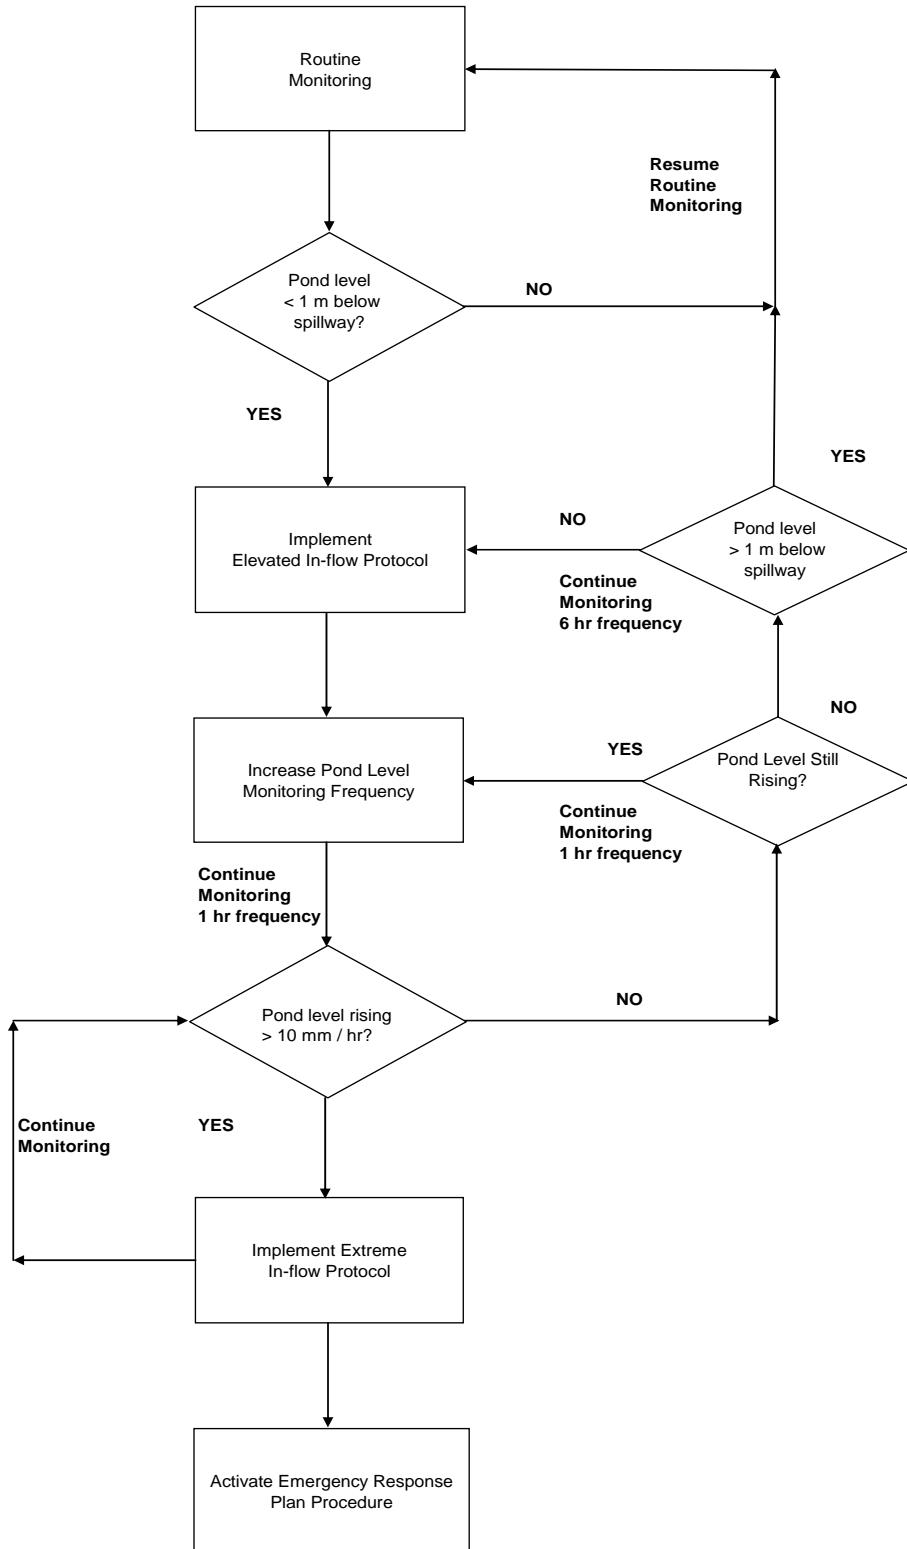 Routine
Monitoring
Resume
Routine
Monitoring
Pond level
< 1 m below
spillway?
NO
YES
YES
Implement
Elevated In-flow Protocol
NO
Pond level
> 1 m below
spillway
Continue
Monitoring
6 hr frequency
NO
Increase Pond Level
Monitoring Frequency
YES
Pond Level Still
Rising?
Continue
Monitoring
1 hr frequency
Continue
Monitoring
1 hr frequency
Pond level rising
> 10 mm / hr?
NO
Continue
Monitoring
YES
Implement Extreme
In-flow Protocol
Activate Emergency Response
Plan Procedure